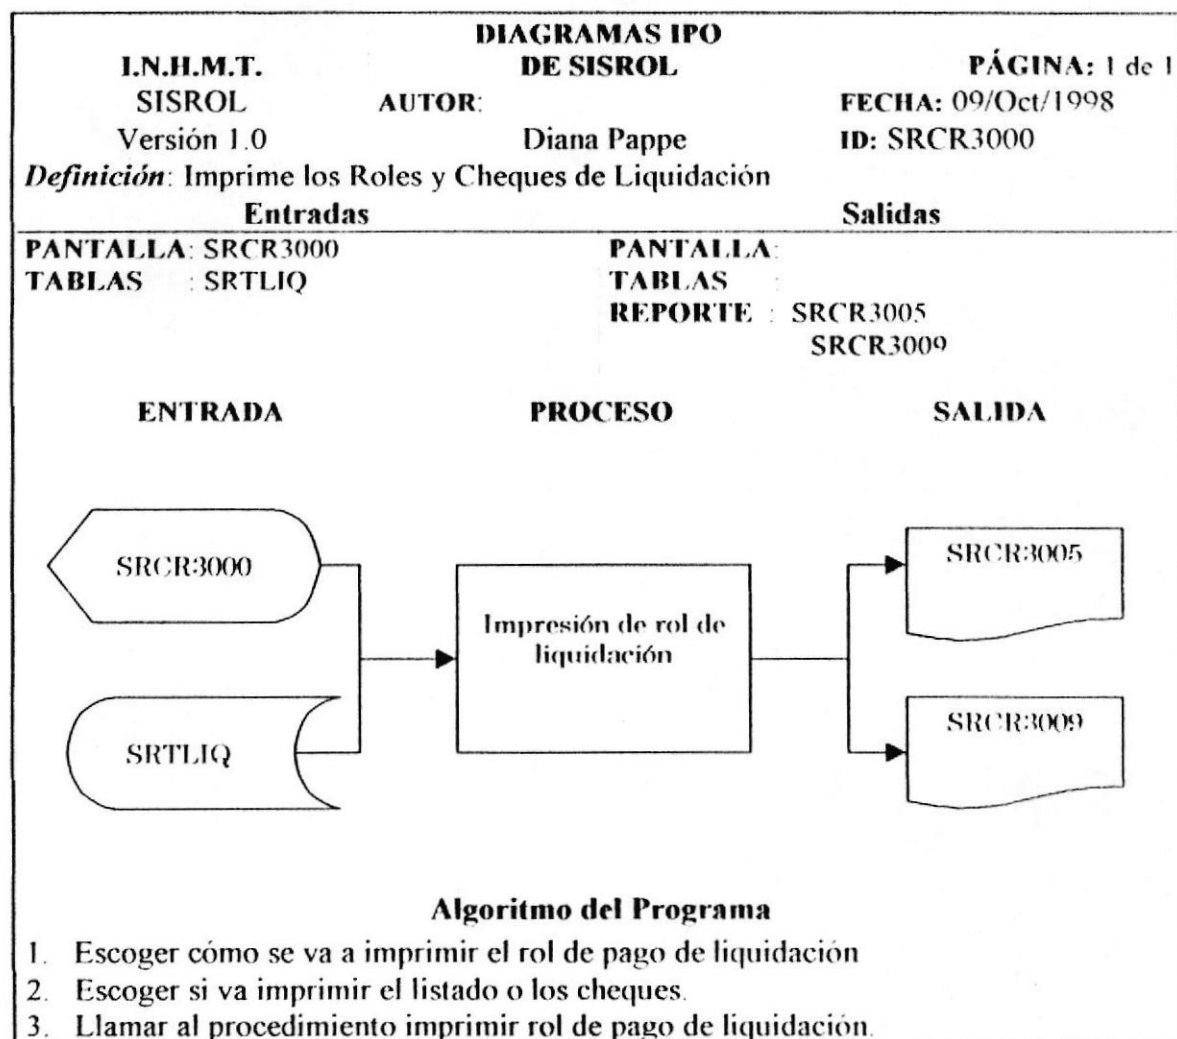 DIAGRAMAS IPO
I.N.H.M.T. DE SISROL PÁGINA: 1 de 1
SISROL AUTOR: FECHA: 09/Oct/1998
Versión 1.0 Diana Pappe ID: SRCR3000
Definición: Imprime los Roles y Cheques de Liquidación
Entradas Salidas
PANTALLA: SRCR3000 PANTALLA:
TABLAS : SRTLIQ TABLAS :
REPORTE : SRCR3005
SRCR3009
ENTRADA PROCESO SALIDA
SRCR3000
SRCR3005
Impresión de rol de
liquidación
SRTLIQ
SRCR3009
Algoritmo del Programa
1. Escoger cómo se va a imprimir el rol de pago de liquidación
2. Escoger si va imprimir el listado o los cheques.
3. Llamar al procedimiento imprimir rol de pago de liquidación.